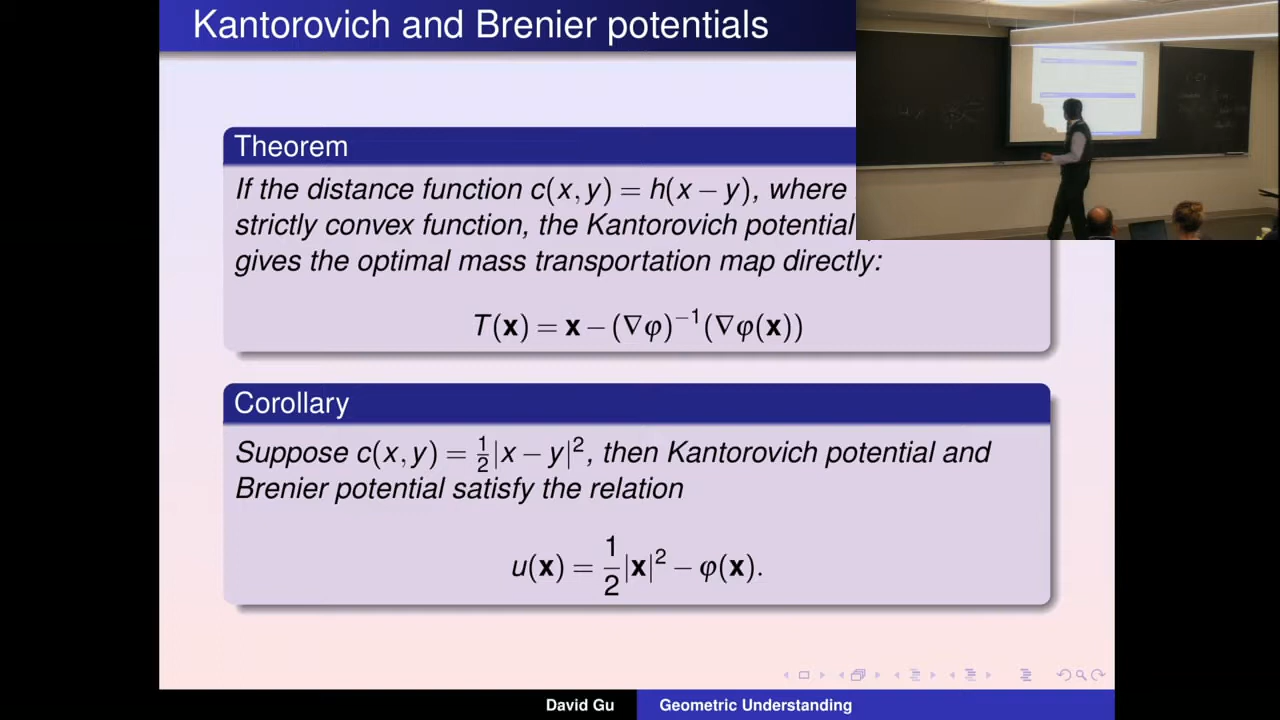 Kantorovich and Brenier potentials
Theorem
If the distance function c(x, y) = h(x − y), where
strictly convex function, the Kantorovich potential
gives the optimal mass transportation map directly:
T(x) = x − (∇φ)⁻¹(∇φ(x))
Corollary
Suppose c(x, y) = ½|x − y|², then Kantorovich potential and
Brenier potential satisfy the relation
u(x) = ½|x|² − φ(x).
David Gu Geometric Understanding